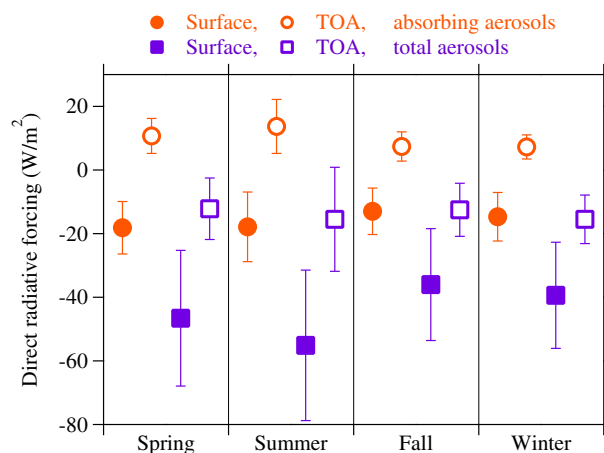 Surface, TOA, absorbing aerosols
Surface, TOA, total aerosols
Direct radiative forcing (W/m²)
20
0
-20
-40
-60
-80
Spring Summer Fall Winter